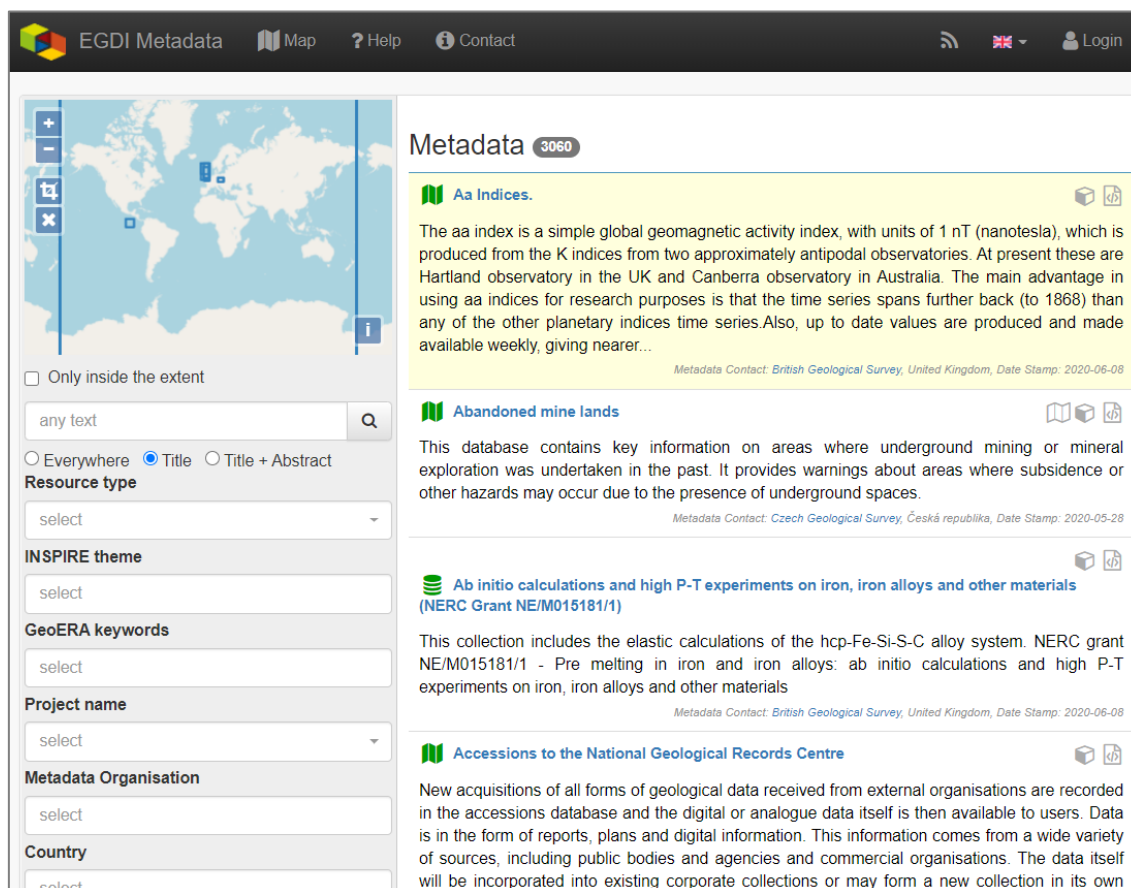 EGDI Metadata Map ? Help Contact Login
+
−
i
Only inside the extent
any text
Everywhere Title Title + Abstract
Resource type
select
INSPIRE theme
select
GeoERA keywords
select
Project name
select
Metadata Organisation
select
Country
select
Metadata 3060
Aa Indices.
The aa index is a simple global geomagnetic activity index, with units of 1 nT (nanotesla), which is
produced from the K indices from two approximately antipodal observatories. At present these are
Hartland observatory in the UK and Canberra observatory in Australia. The main advantage in
using aa indices for research purposes is that the time series spans further back (to 1868) than
any of the other planetary indices time series.Also, up to date values are produced and made
available weekly, giving nearer...
Metadata Contact: British Geological Survey, United Kingdom, Date Stamp: 2020-06-08
Abandoned mine lands
This database contains key information on areas where underground mining or mineral
exploration was undertaken in the past. It provides warnings about areas where subsidence or
other hazards may occur due to the presence of underground spaces.
Metadata Contact: Czech Geological Survey, Česká republika, Date Stamp: 2020-05-28
Ab initio calculations and high P-T experiments on iron, iron alloys and other materials
(NERC Grant NE/M015181/1)
This collection includes the elastic calculations of the hcp-Fe-Si-S-C alloy system. NERC grant
NE/M015181/1 - Pre melting in iron and iron alloys: ab initio calculations and high P-T
experiments on iron, iron alloys and other materials
Metadata Contact: British Geological Survey, United Kingdom, Date Stamp: 2020-06-08
Accessions to the National Geological Records Centre
New acquisitions of all forms of geological data received from external organisations are recorded
in the accessions database and the digital or analogue data itself is then available to users. Data
is in the form of reports, plans and digital information. This information comes from a wide variety
of sources, including public bodies and agencies and commercial organisations. The data itself
will be incorporated into existing corporate collections or may form a new collection in its own